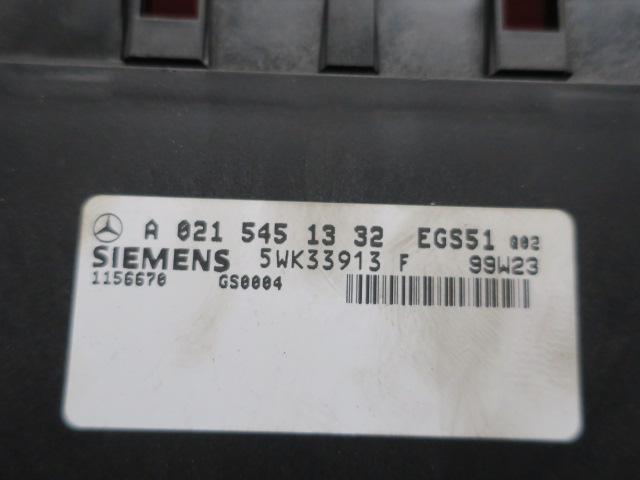 A 021 545 13 32 EGS51 Q02
SIEMENS 5WK33913 F 99W23
1156670 GS0004